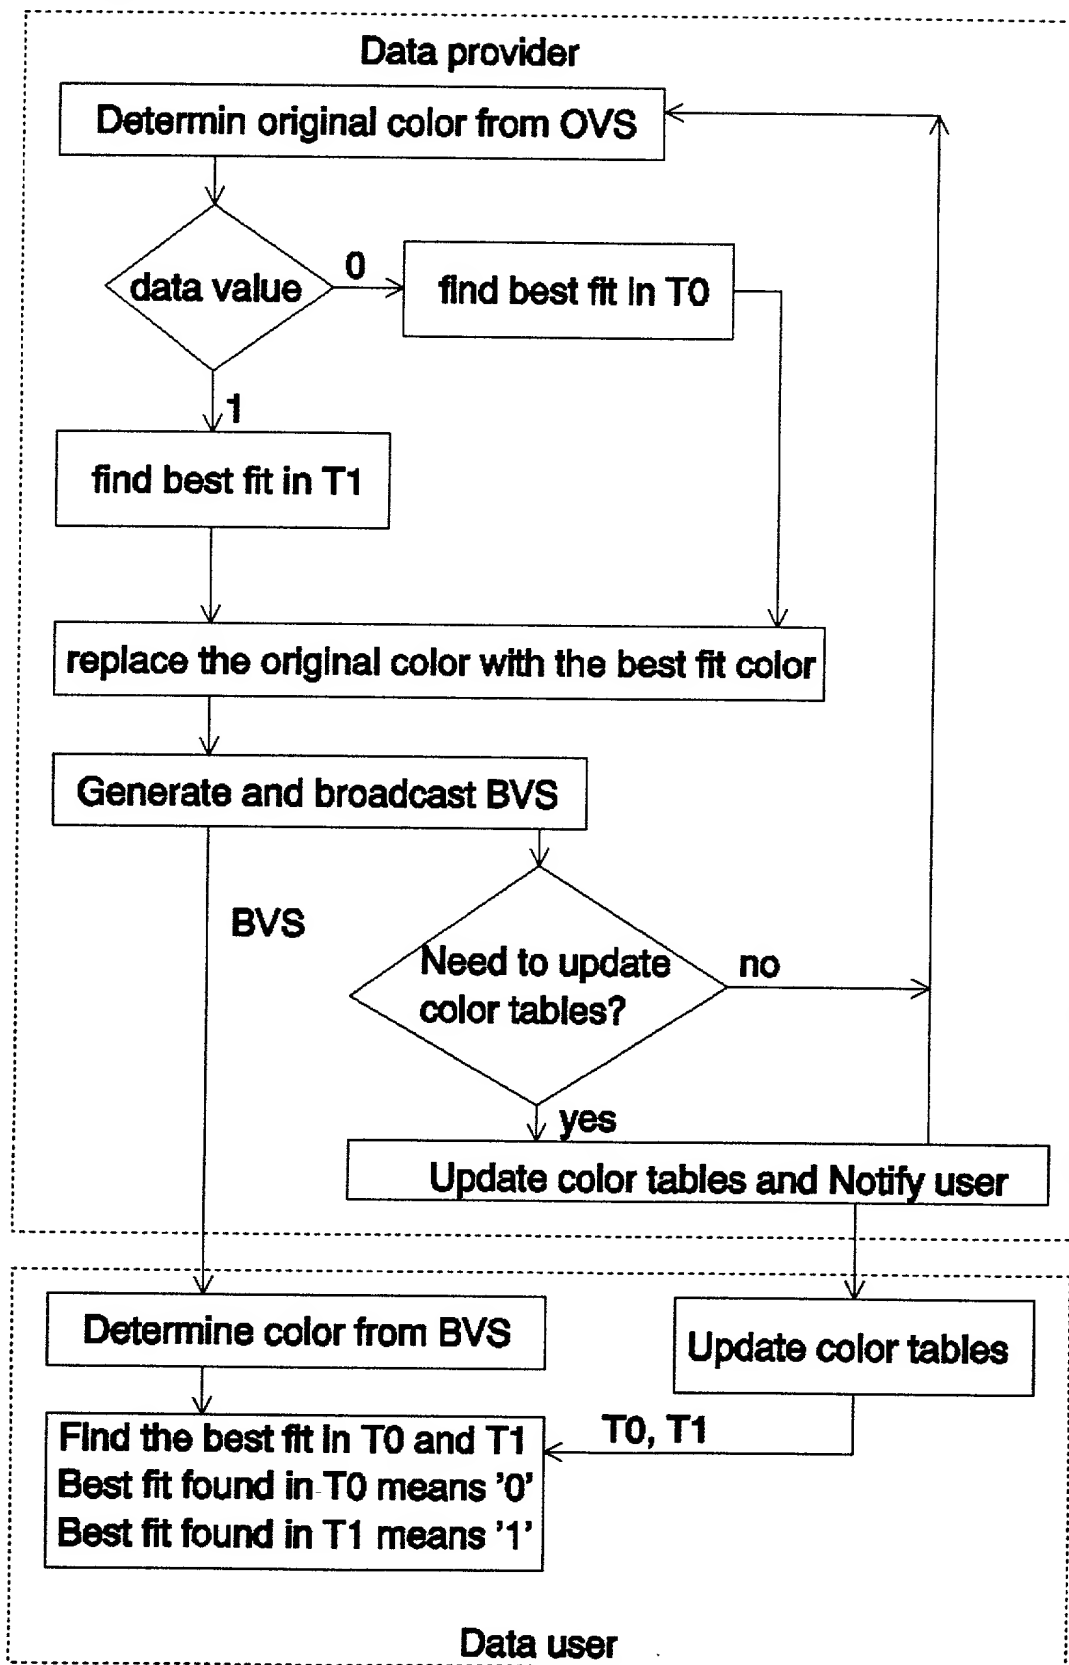 Data provider
Determin original color from OVS
data value
0
find best fit in T0
1
find best fit in T1
replace the original color with the best fit color
Generate and broadcast BVS
BVS
Need to update
color tables?
no
yes
Update color tables and Notify user
Determine color from BVS
Update color tables
T0, T1
Find the best fit in T0 and T1
Best fit found in T0 means '0'
Best fit found in T1 means '1'
Data user